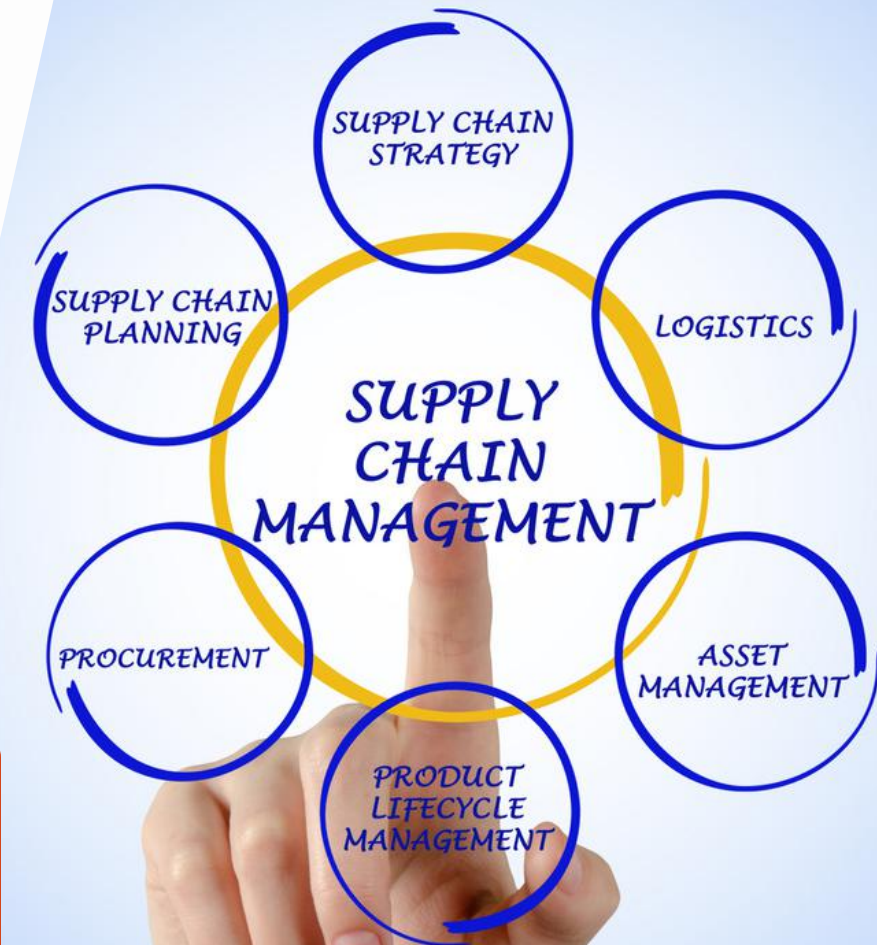 SUPPLY CHAIN
STRATEGY
SUPPLY CHAIN
PLANNING
LOGISTICS
SUPPLY
CHAIN
MANAGEMENT
PROCUREMENT
ASSET
MANAGEMENT
PRODUCT
LIFECYCLE
MANAGEMENT